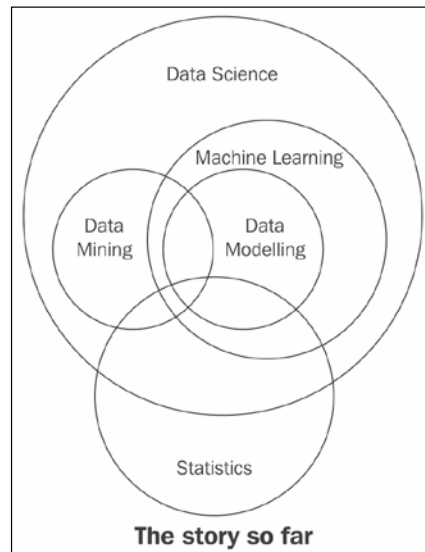 Data Science
Machine Learning
Data
Mining
Data
Modelling
Statistics
The story so far